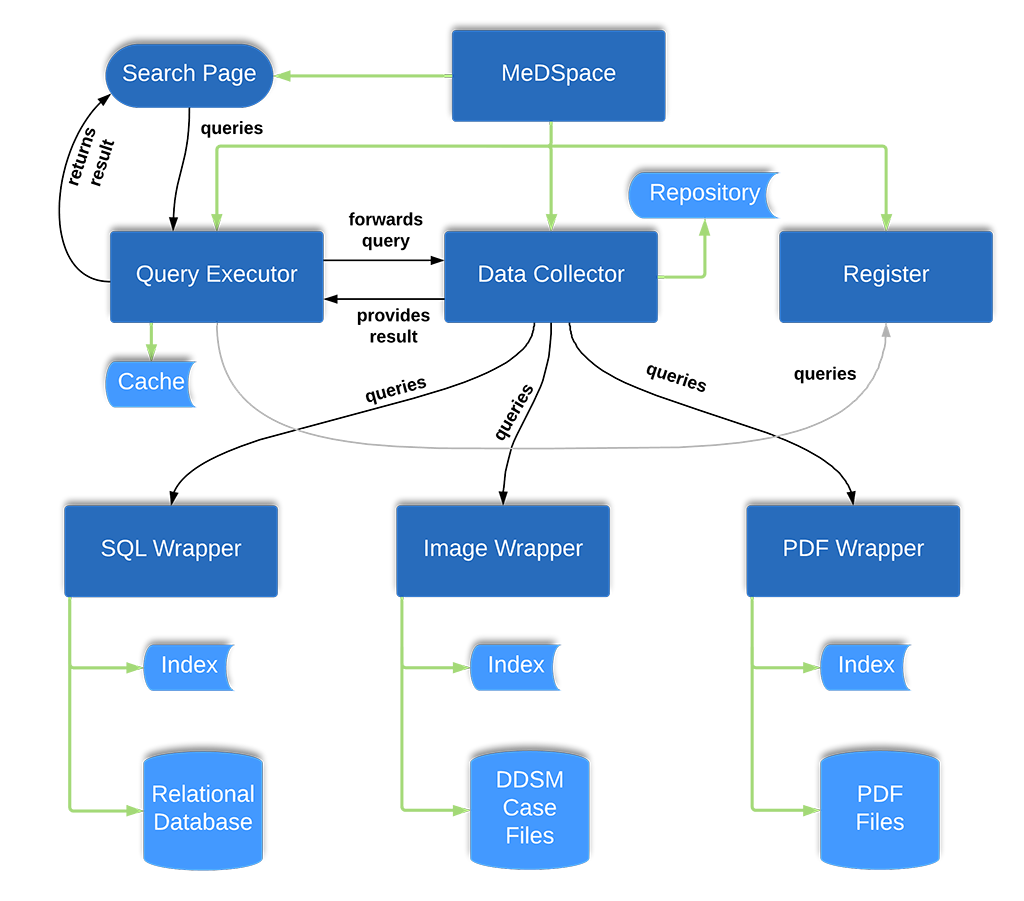 Search Page
MeDSpace
queries
returns
result
Repository
forwards
query
Query Executor
Data Collector
Register
provides
result
Cache
queries
queries
queries
queries
SQL Wrapper
Image Wrapper
PDF Wrapper
Index
Index
Index
Relational
Database
DDSM
Case
Files
PDF
Files